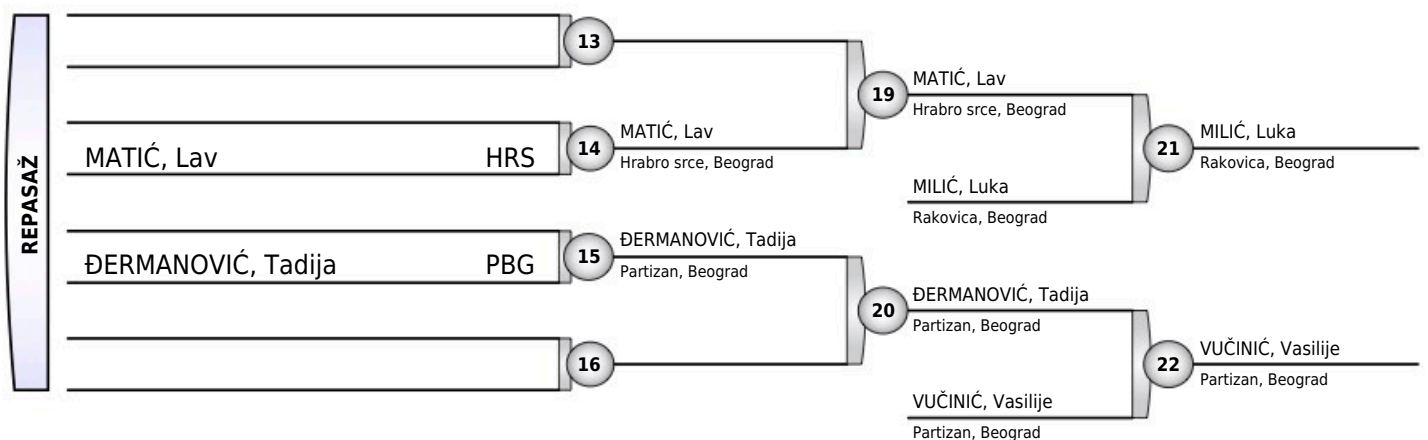 REPASAŽ
13
MATIĆ, Lav HRS
14
MATIĆ, Lav
Hrabro srce, Beograd
ĐERMANOVIĆ, Tadija PBG
15
ĐERMANOVIĆ, Tadija
Partizan, Beograd
16
19
MATIĆ, Lav
Hrabro srce, Beograd
MILIĆ, Luka
Rakovica, Beograd
20
ĐERMANOVIĆ, Tadija
Partizan, Beograd
VUČINIĆ, Vasilije
Partizan, Beograd
21
MILIĆ, Luka
Rakovica, Beograd
22
VUČINIĆ, Vasilije
Partizan, Beograd